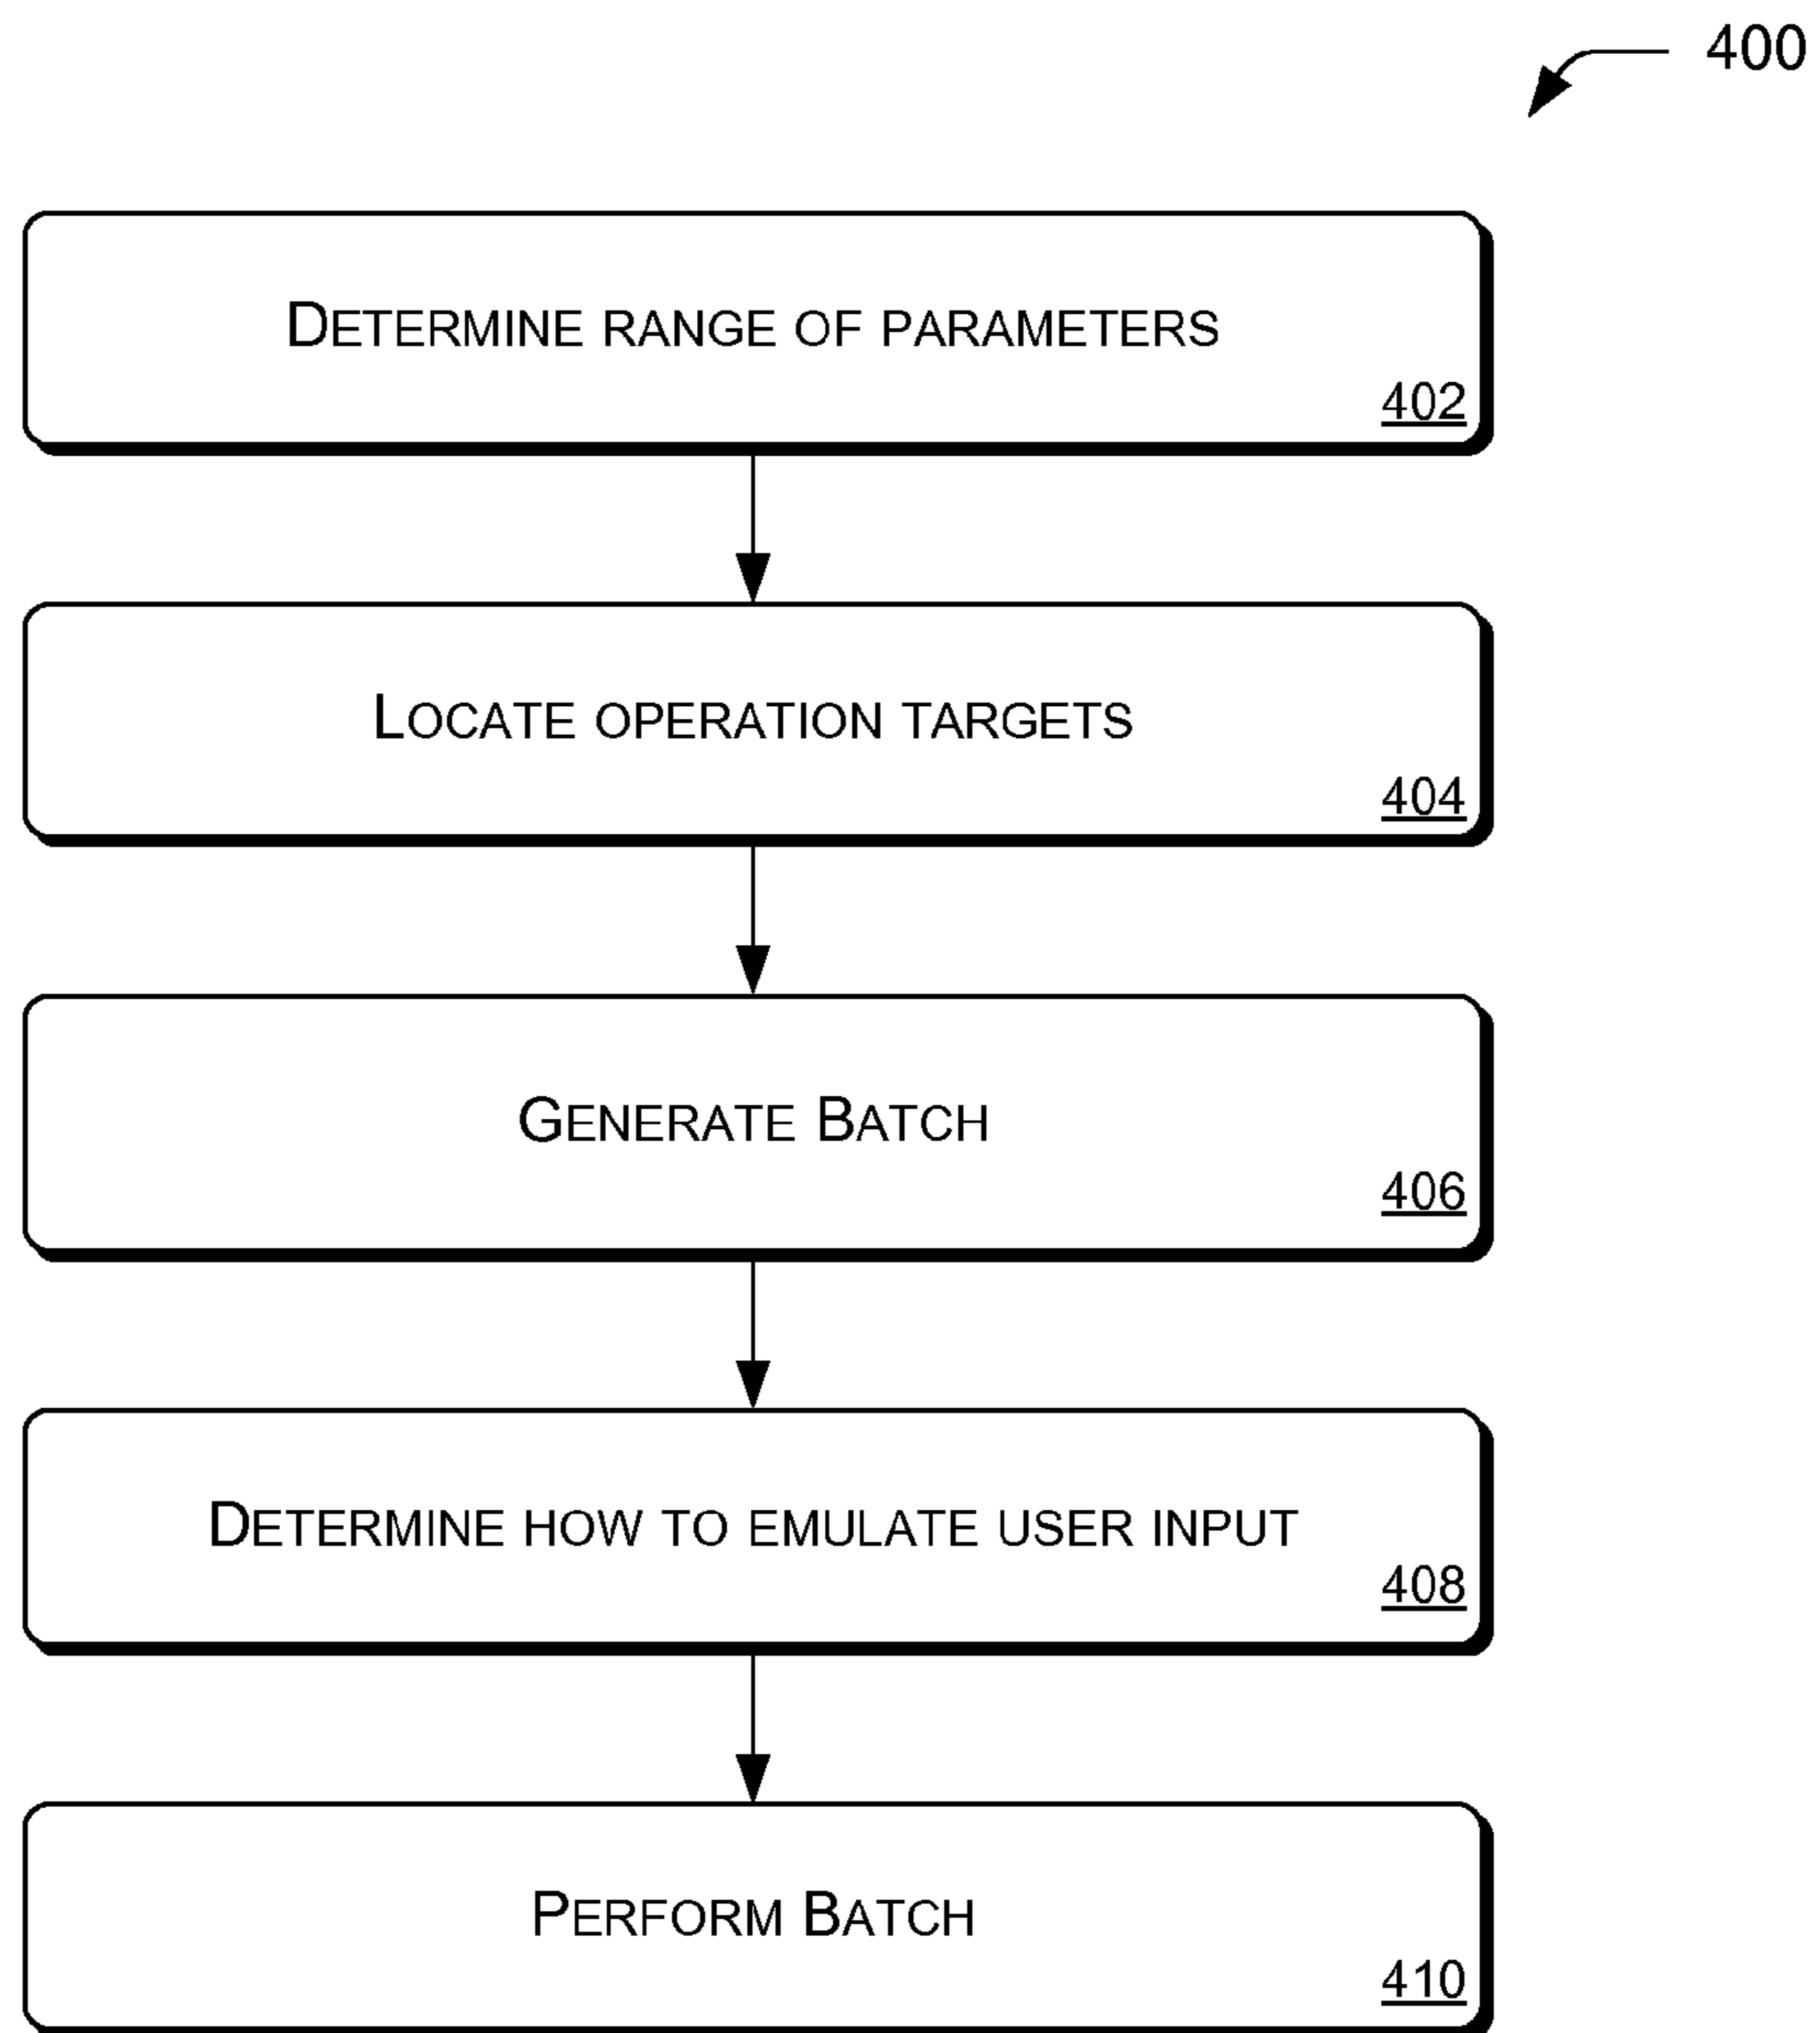 400
DETERMINE RANGE OF PARAMETERS
402
LOCATE OPERATION TARGETS
404
GENERATE BATCH
406
DETERMINE HOW TO EMULATE USER INPUT
408
PERFORM BATCH
410